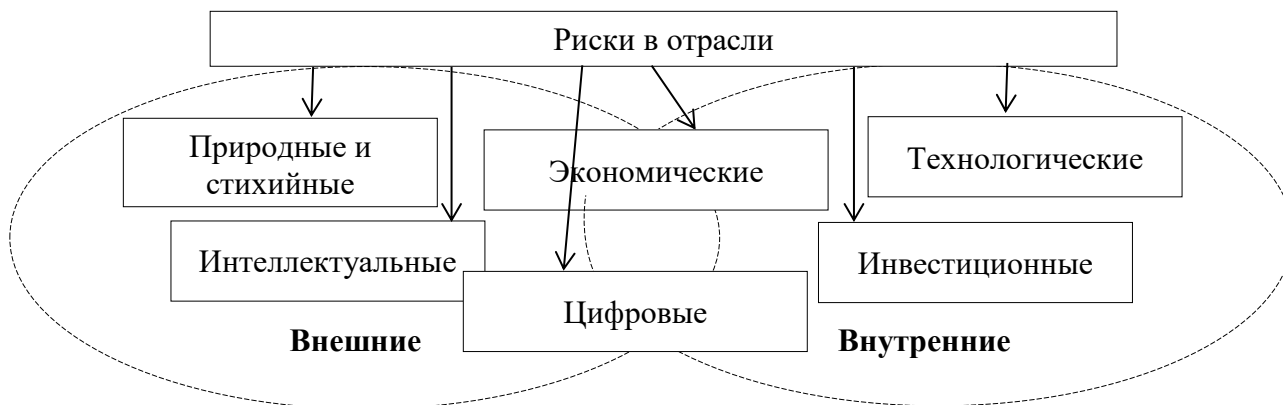 Риски в отрасли
Природные и
стихийные
Экономические
Технологические
Интеллектуальные
Инвестиционные
Цифровые
Внешние
Внутренние